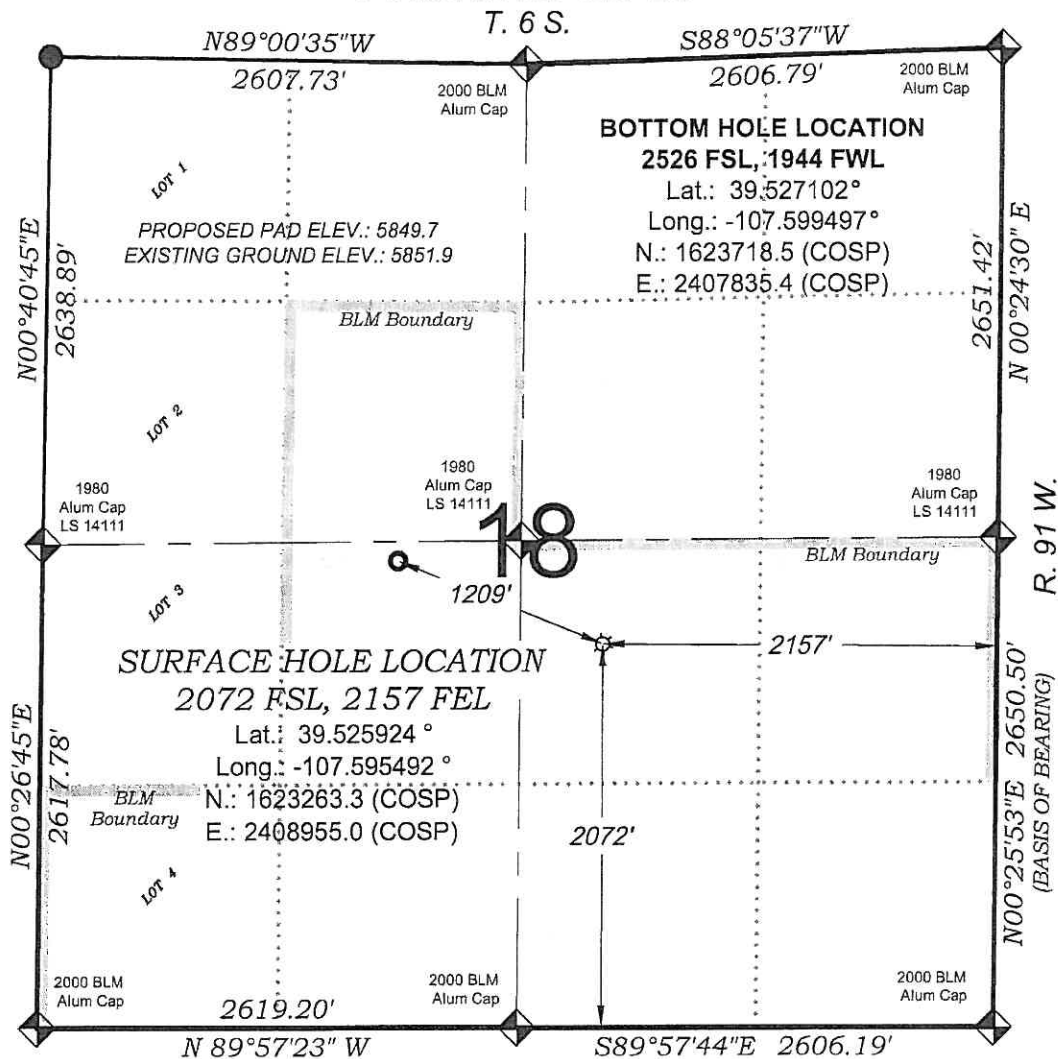 T. 6 S.
N89°00'35"W
2607.73'
S88°05'37"W
2606.79'
2000 BLM
Alum Cap
2000 BLM
Alum Cap
BOTTOM HOLE LOCATION
2526 FSL, 1944 FWL
Lat.: 39.527102°
Long.: -107.599497°
N.: 1623718.5 (COSP)
E.: 2407835.4 (COSP)
LOT 1
PROPOSED PAD ELEV.: 5849.7
EXISTING GROUND ELEV.: 5851.9
N00°40'45"E
2638.89'
2651.42'
N 00°24'30" E
BLM Boundary
LOT 2
1980
Alum Cap
LS 14111
1980
Alum Cap
LS 14111
1980
Alum Cap
LS 14111
18
BLM Boundary
R. 91 W.
LOT 3
1209'
2157'
SURFACE HOLE LOCATION
2072 FSL, 2157 FEL
Lat.: 39.525924 °
Long.: -107.595492 °
N.: 1623263.3 (COSP)
E.: 2408955.0 (COSP)
N00°26'45"E
2617.78'
BLM
Boundary
2072'
N00°25'53"E 2650.50'
(BASIS OF BEARING)
LOT 4
2000 BLM
Alum Cap
2000 BLM
Alum Cap
2000 BLM
Alum Cap
2619.20'
N 89°57'23" W
S89°57'44"E 2606.19'